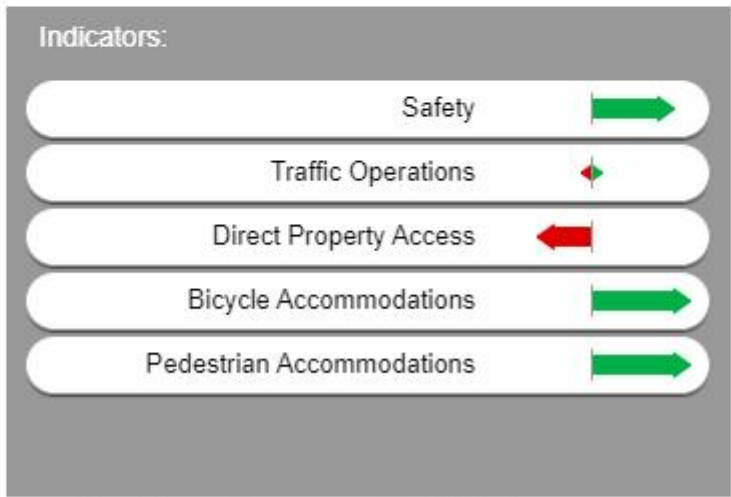 Indicators:
Safety
Traffic Operations
Direct Property Access
Bicycle Accommodations
Pedestrian Accommodations